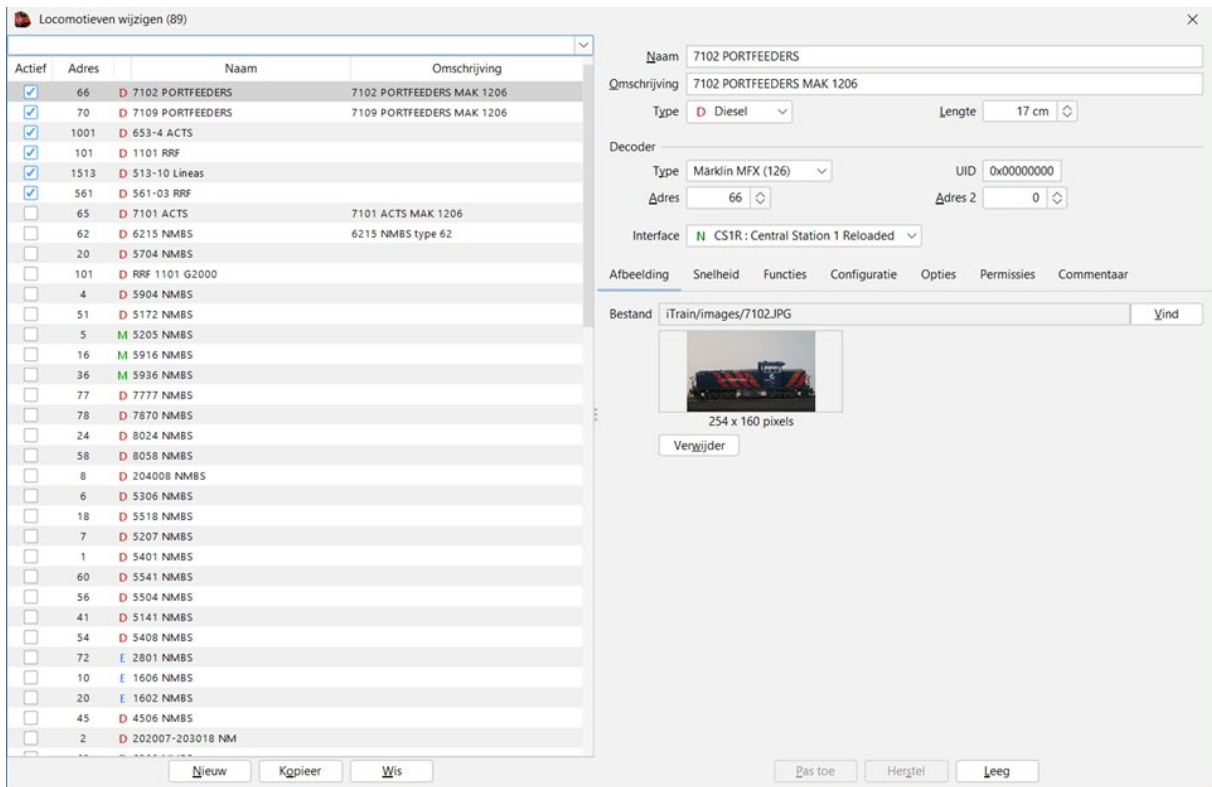 Locomotieven wijzigen (89)
Actief Adres Naam Omschrijving
66 D 7102 PORTFEEDERS 7102 PORTFEEDERS MAK 1206
70 D 7109 PORTFEEDERS 7109 PORTFEEDERS MAK 1206
1001 D 653-4 ACTS
101 D 1101 RRF
1513 D 513-10 Lineas
561 D 561-03 RRF
65 D 7101 ACTS 7101 ACTS MAK 1206
62 D 6215 NMBS 6215 NMBS type 62
20 D 5704 NMBS
101 D RRF 1101 G2000
4 D 5904 NMBS
51 D 5172 NMBS
5 M 5205 NMBS
16 M 5916 NMBS
36 M 5936 NMBS
77 D 7777 NMBS
78 D 7870 NMBS
24 D 8024 NMBS
58 D 8058 NMBS
8 D 204008 NMBS
6 D 5306 NMBS
18 D 5518 NMBS
7 D 5207 NMBS
1 D 5401 NMBS
60 D 5541 NMBS
56 D 5504 NMBS
41 D 5141 NMBS
54 D 5408 NMBS
72 E 2801 NMBS
10 E 1606 NMBS
20 E 1602 NMBS
45 D 4506 NMBS
2 D 202007-203018 NM
Nieuw Kopieer Wis
Naam 7102 PORTFEEDERS
Omschrijving 7102 PORTFEEDERS MAK 1206
Type D Diesel Lengte 17 cm
Decoder
Type Märklin MFX (126) UID 0x00000000
Adres 66 Adres 2 0
Interface N CS1R : Central Station 1 Reloaded
Afbeelding Snelheid Functies Configuratie Opties Permissies Commentaar
Bestand iTrain/images/7102.JPG Vind
254 x 160 pixels
Verwijder
Pas toe Herstel Leeg